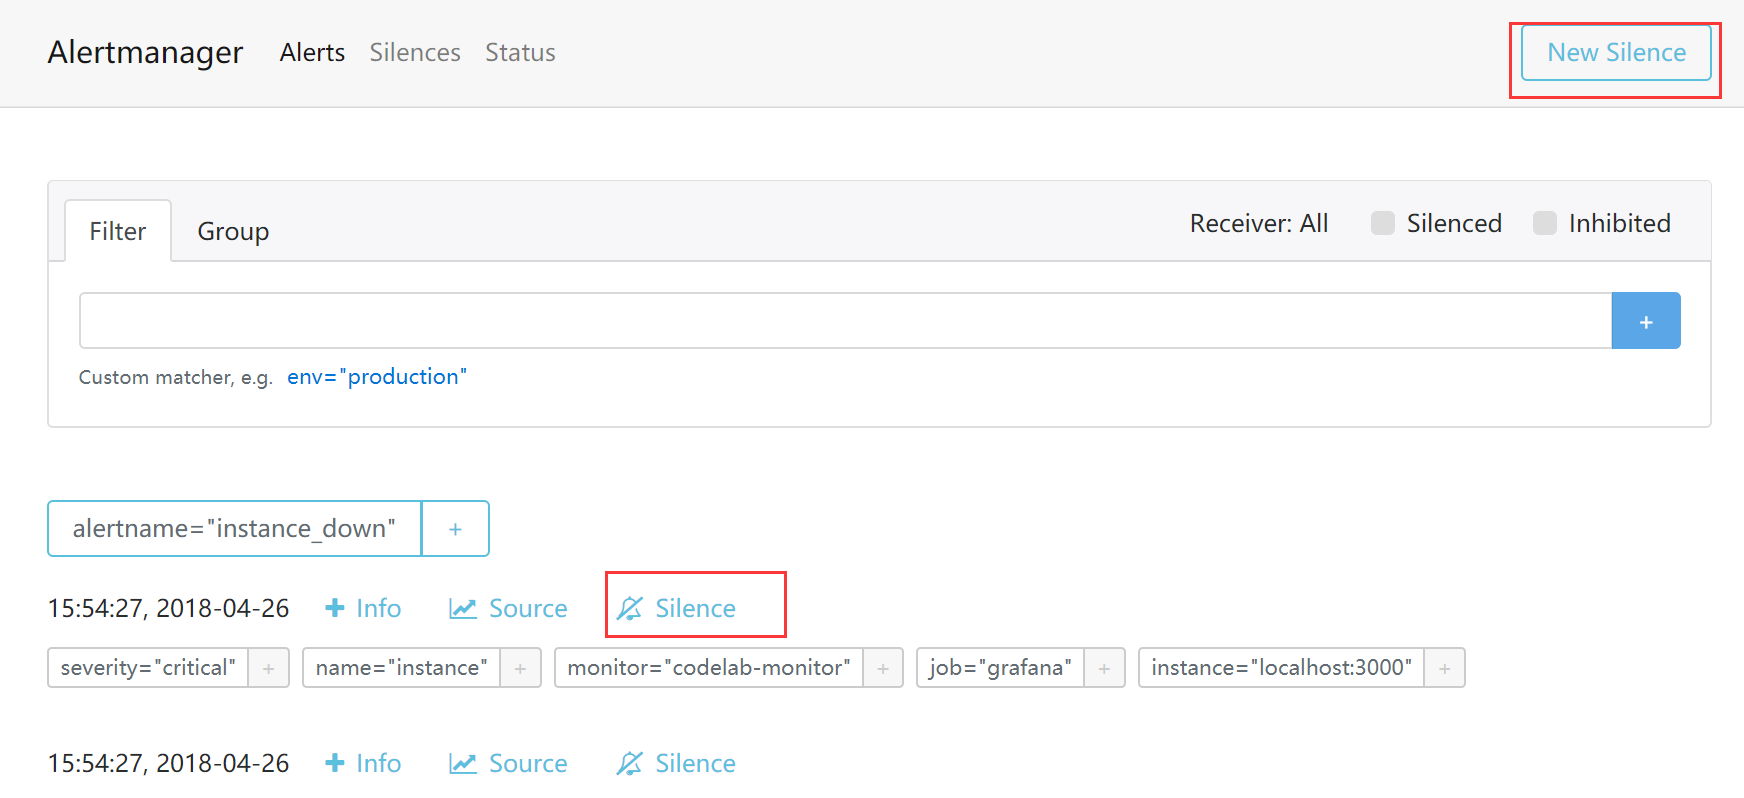 Alertmanager Alerts Silences Status New Silence
Filter Group Receiver: All Silenced Inhibited
+
Custom matcher, e.g. env="production"
alertname="instance_down" +
15:54:27, 2018-04-26 + Info Source Silence
severity="critical" + name="instance" + monitor="codelab-monitor" + job="grafana" + instance="localhost:3000" +
15:54:27, 2018-04-26 + Info Source Silence